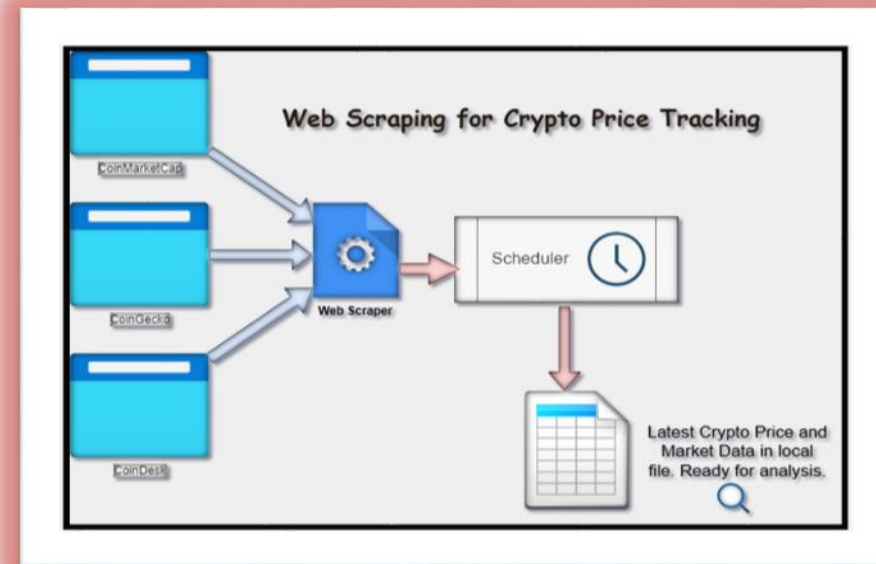 Web Scraping for Crypto Price Tracking
CoinMarketCap
CoinGecko
CoinDesk
Web Scraper
Scheduler
Latest Crypto Price and
Market Data in local
file. Ready for analysis.